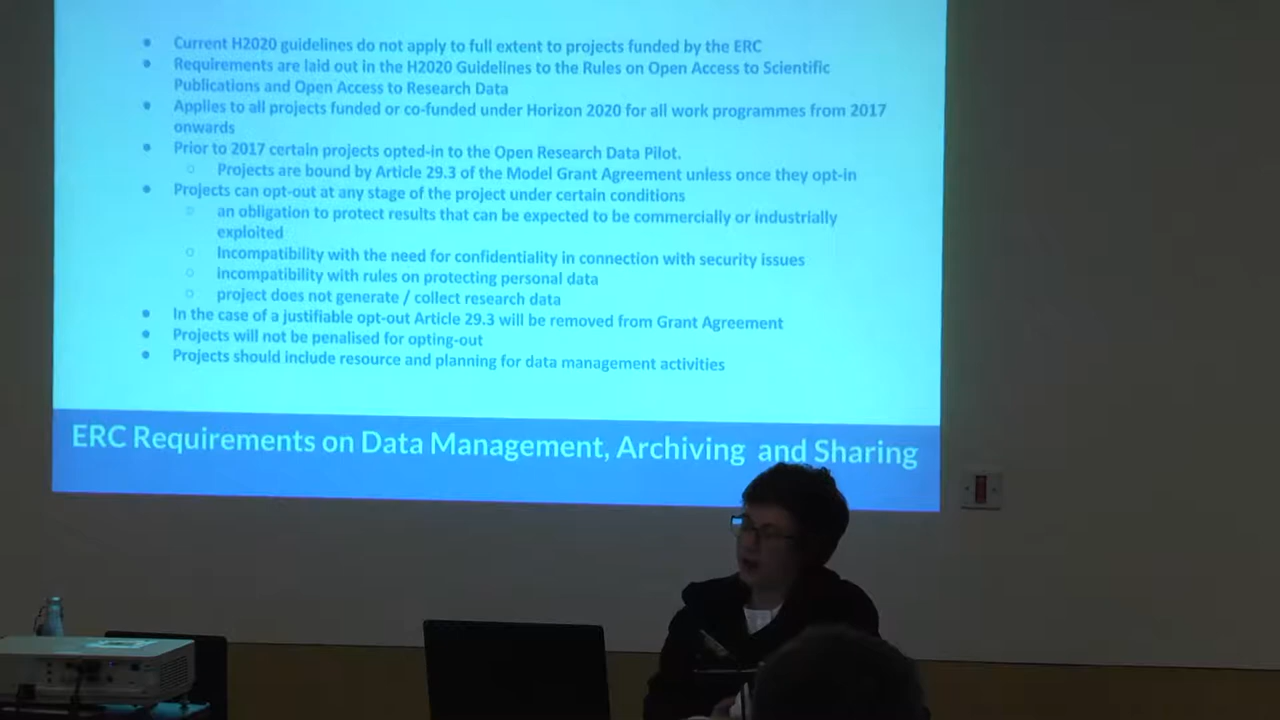 • Current H2020 guidelines do not apply to full extent to projects funded by the ERC
• Requirements are laid out in the H2020 Guidelines to the Rules on Open Access to Scientific
Publications and Open Access to Research Data
• Applies to all projects funded or co-funded under Horizon 2020 for all work programmes from 2017
onwards
• Prior to 2017 certain projects opted-in to the Open Research Data Pilot.
○ Projects are bound by Article 29.3 of the Model Grant Agreement unless once they opt-in
• Projects can opt-out at any stage of the project under certain conditions
○ an obligation to protect results that can be expected to be commercially or industrially
exploited
○ Incompatibility with the need for confidentiality in connection with security issues
○ incompatibility with rules on protecting personal data
○ project does not generate / collect research data
• In the case of a justifiable opt-out Article 29.3 will be removed from Grant Agreement
• Projects will not be penalised for opting-out
• Projects should include resource and planning for data management activities
ERC Requirements on Data Management, Archiving and Sharing